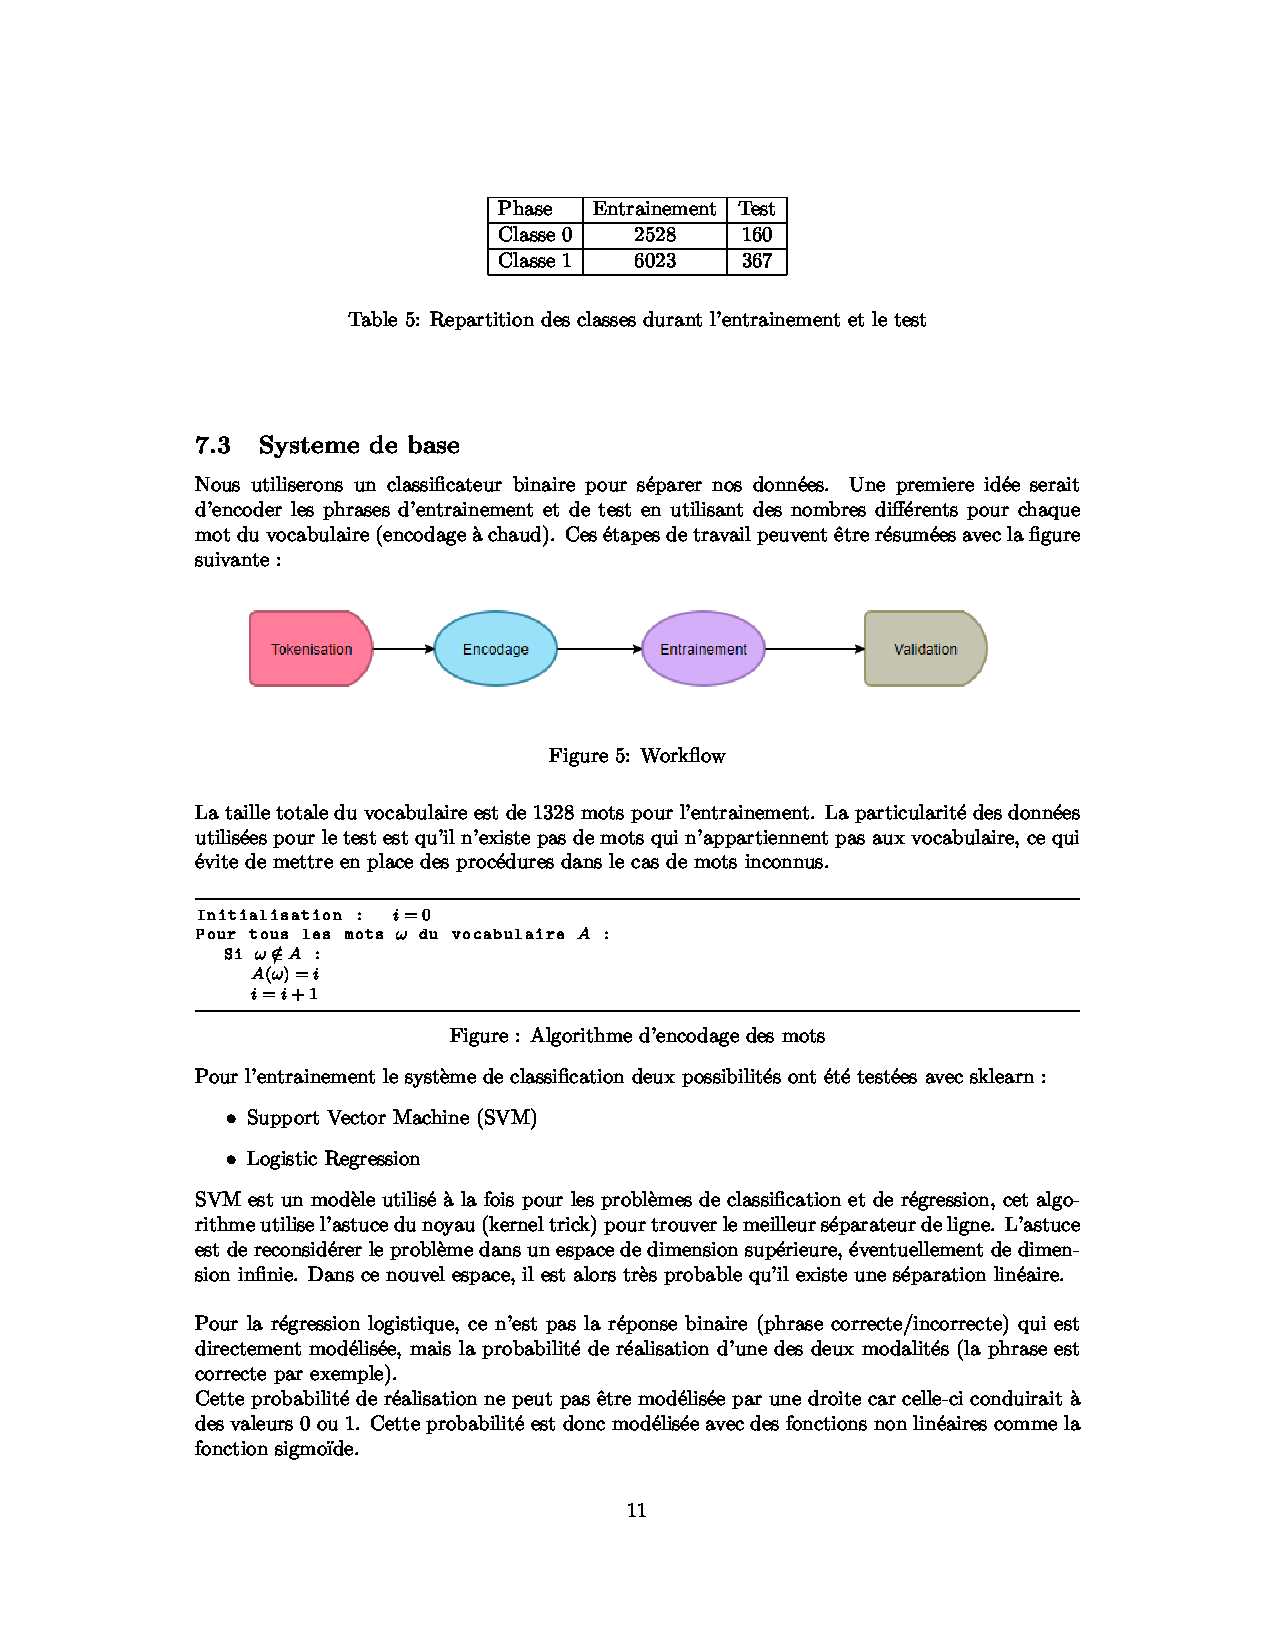 Phase Entrainement Test
Classe 0 2528 160
Classe 1 6023 367
Table 5: Repartition des classes durant l'entrainement et le test
7.3 Systeme de base
Nous utiliserons un classificateur binaire pour séparer nos données. Une premiere idée serait
d'encoder les phrases d'entrainement et de test en utilisant des nombres différents pour chaque
mot du vocabulaire (encodage à chaud). Ces étapes de travail peuvent être résumées avec la figure
suivante :
Tokenisation Encodage Entrainement Validation
Figure 5: Workflow
La taille totale du vocabulaire est de 1328 mots pour l'entrainement. La particularité des données
utilisées pour le test est qu'il n'existe pas de mots qui n'appartiennent pas aux vocabulaire, ce qui
évite de mettre en place des procédures dans le cas de mots inconnus.
Initialisation : i = 0
Pour tous les mots ω du vocabulaire A :
Si ω ∉ A :
A(ω) = i
i = i + 1
Figure : Algorithme d'encodage des mots
Pour l'entrainement le système de classification deux possibilités ont été testées avec sklearn :
• Support Vector Machine (SVM)
• Logistic Regression
SVM est un modèle utilisé à la fois pour les problèmes de classification et de régression, cet algo-
rithme utilise l'astuce du noyau (kernel trick) pour trouver le meilleur séparateur de ligne. L'astuce
est de reconsidérer le problème dans un espace de dimension supérieure, éventuellement de dimen-
sion infinie. Dans ce nouvel espace, il est alors très probable qu'il existe une séparation linéaire.
Pour la régression logistique, ce n'est pas la réponse binaire (phrase correcte/incorrecte) qui est
directement modélisée, mais la probabilité de réalisation d'une des deux modalités (la phrase est
correcte par exemple).
Cette probabilité de réalisation ne peut pas être modélisée par une droite car celle-ci conduirait à
des valeurs 0 ou 1. Cette probabilité est donc modélisée avec des fonctions non linéaires comme la
fonction sigmoïde.
11